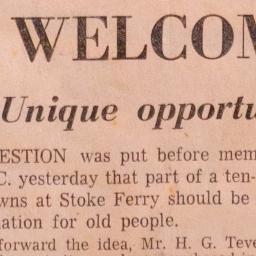 WELCOM
Unique opportu
ESTION was put before mem
C. yesterday that part of a ten-
wns at Stoke Ferry should be
ation for old people.
forward the idea, Mr. H. G. Teve